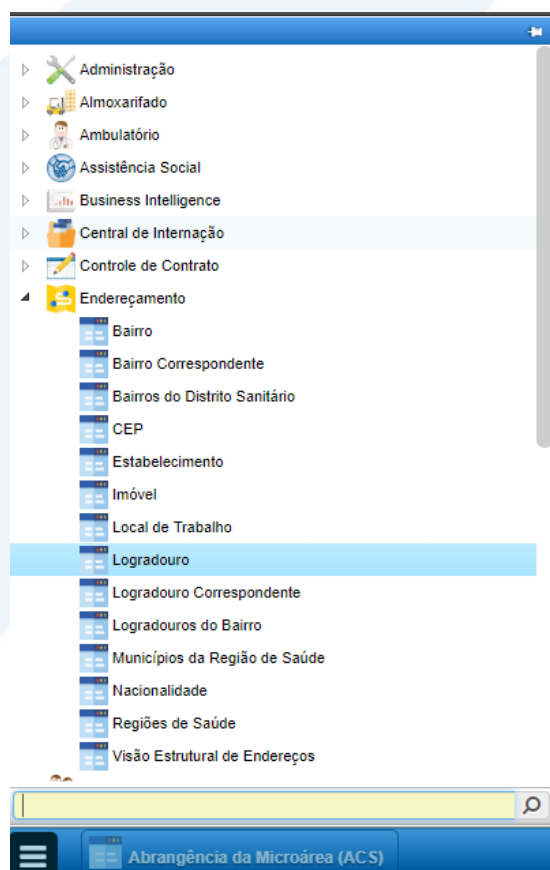 Administração
Almoxarifado
Ambulatório
Assistência Social
Business Intelligence
Central de Internação
Controle de Contrato
Endereçamento
Bairro
Bairro Correspondente
Bairros do Distrito Sanitário
CEP
Estabelecimento
Imóvel
Local de Trabalho
Logradouro
Logradouro Correspondente
Logradouros do Bairro
Municípios da Região de Saúde
Nacionalidade
Regiões de Saúde
Visão Estrutural de Endereços
Abrangência da Microárea (ACS)